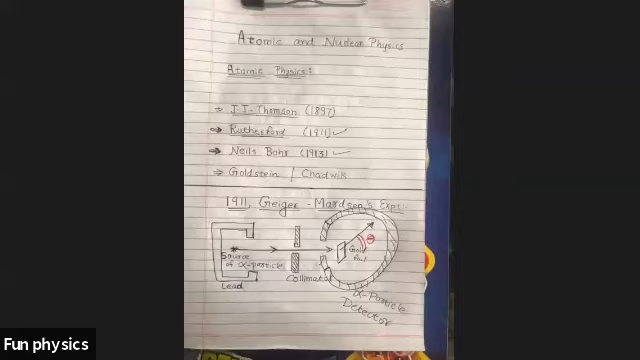 Atomic and Nuclear Physics
Atomic Physics:
⇒ J.J. Thomson (1897)
⇒ Rutherford (1911) ✓
⇒ Neils Bohr (1913) ✓
⇒ Goldstein / Chadwik
1911, Geiger - Marsden's Expt:
Source
of α-particle
Lead
Collimator
Gold
foil
θ
α-Particle
Detector
Fun physics